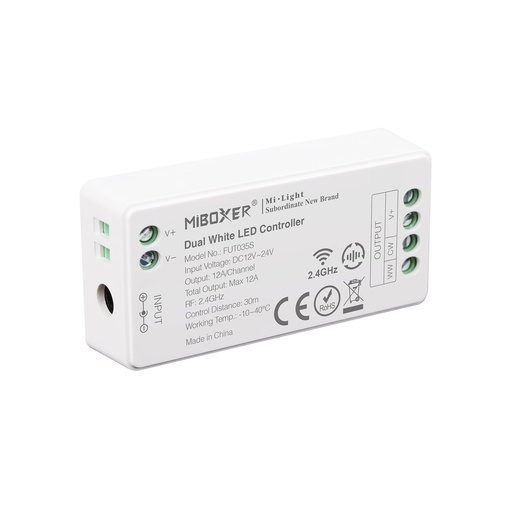 MiBOXER®
Mi·Light
Subordinate New Brand
Dual White LED Controller
Model No.: FUT035S
Input Voltage: DC12V~24V
Output: 12A/Channel
Total Output: Max 12A
RF: 2.4GHz
Control Distance: 30m
Working Temp.: -10~40°C
Made in China
V+
V−
INPUT
2.4GHz
CE
RoHS
OUTPUT
V+
CW
WW